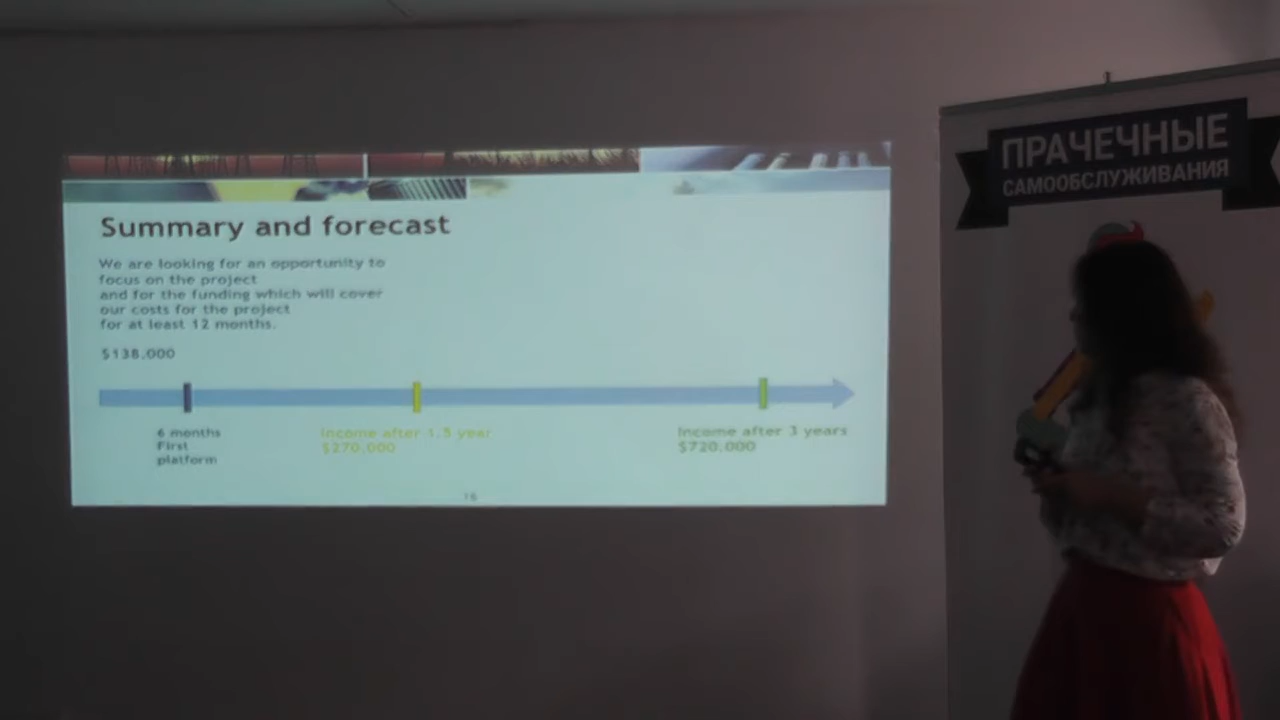 Summary and forecast
We are looking for an opportunity to
focus on the project
and for the funding which will cover
our costs for the project
for at least 12 months.
$138.000
6 months
First
platform
Income after 1.5 year
$270.000
Income after 3 years
$720.000
16
ПРАЧЕЧНЫЕ
САМООБСЛУЖИВАНИЯ